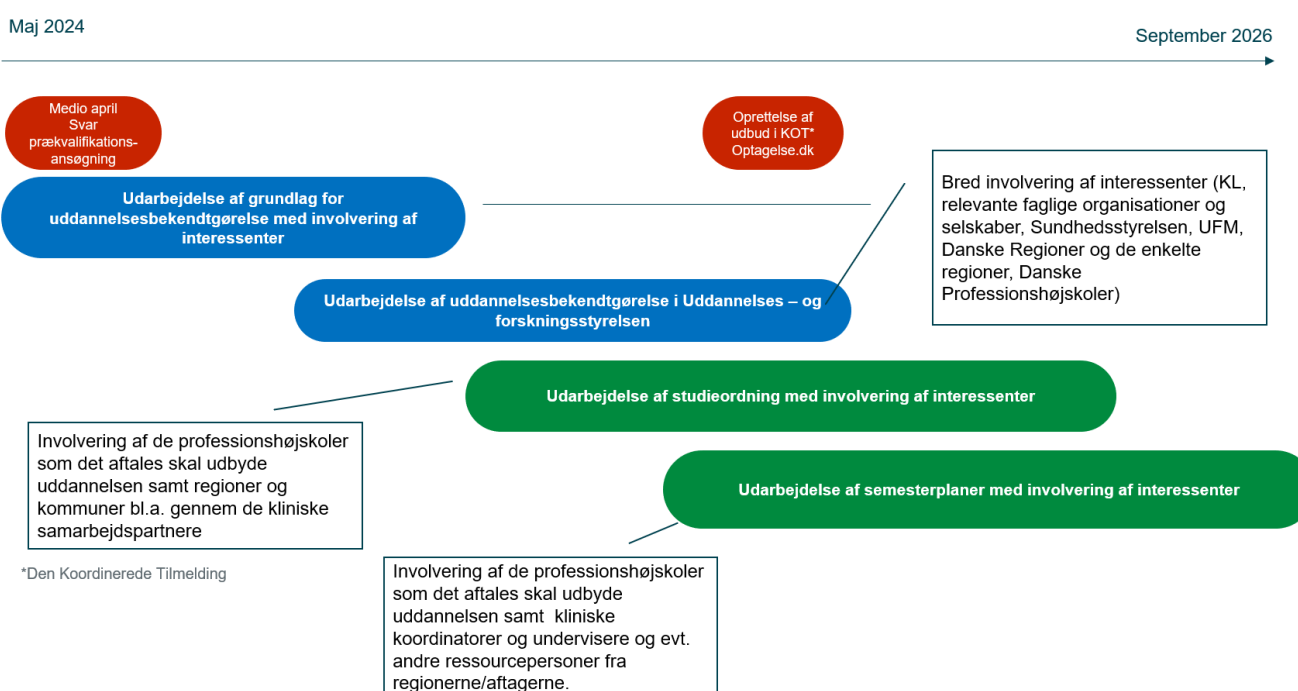 Maj 2024
September 2026
Medio april
Svar
prækvalifikations-
ansøgning
Oprettelse af
udbud i KOT*
Optagelse.dk
Udarbejdelse af grundlag for
uddannelsesbekendtgørelse med involvering af
interessenter
Bred involvering af interessenter (KL,
relevante faglige organisationer og
selskaber, Sundhedsstyrelsen, UFM,
Danske Regioner og de enkelte
regioner, Danske
Professionshøjskoler)
Udarbejdelse af uddannelsesbekendtgørelse i Uddannelses – og
forskningsstyrelsen
Udarbejdelse af studieordning med involvering af interessenter
Involvering af de professionshøjskoler
som det aftales skal udbyde
uddannelsen samt regioner og
kommuner bl.a. gennem de kliniske
samarbejdspartnere
Udarbejdelse af semesterplaner med involvering af interessenter
*Den Koordinerede Tilmelding
Involvering af de professionshøjskoler
som det aftales skal udbyde
uddannelsen samt  kliniske
koordinatorer og undervisere og evt.
andre ressourcepersoner fra
regionerne/aftagerne.